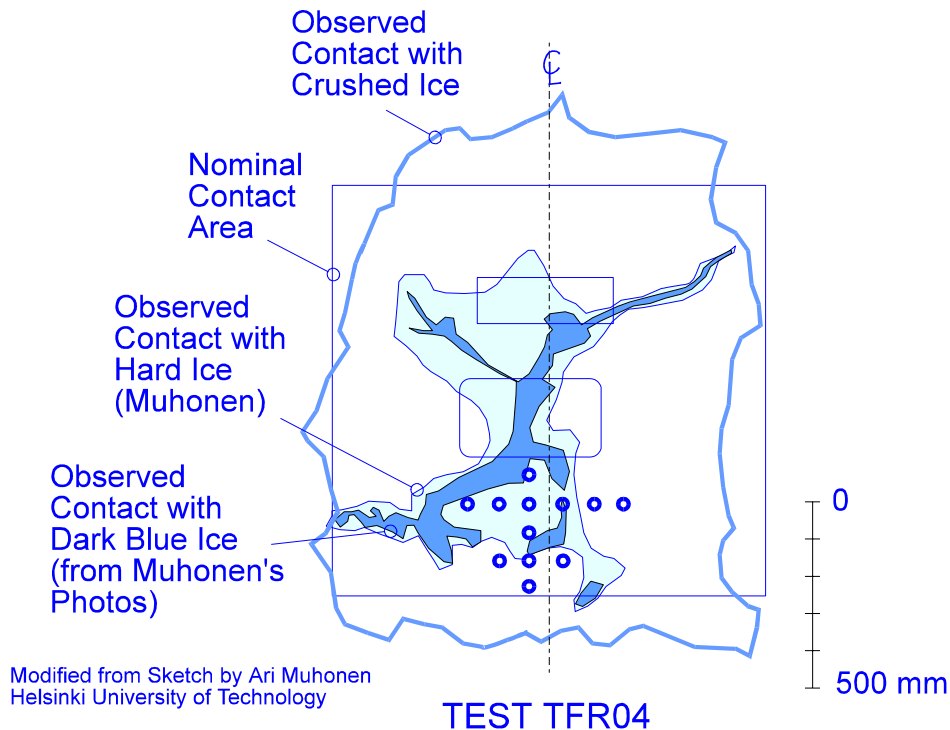 Observed
Contact with
Crushed Ice
CL
Nominal
Contact
Area
Observed
Contact with
Hard Ice
(Muhonen)
Observed
Contact with
Dark Blue Ice
(from Muhonen's
Photos)
0
500 mm
Modified from Sketch by Ari Muhonen
Helsinki University of Technology
TEST TFR04